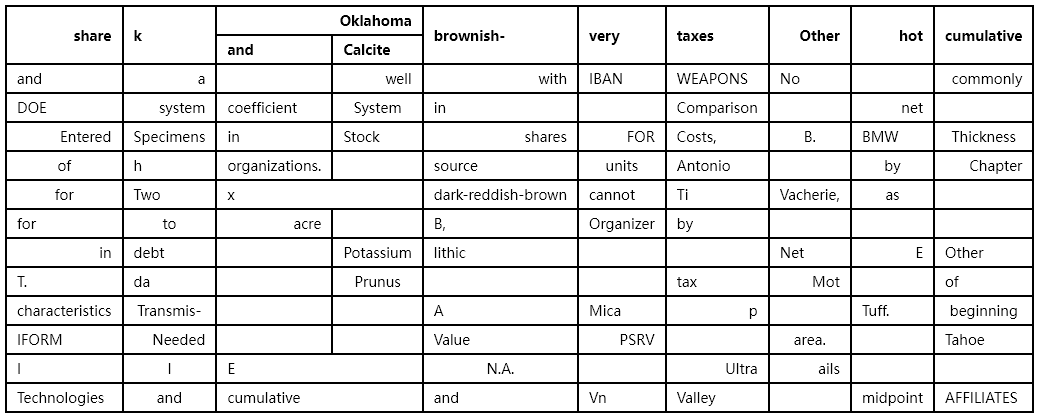 share k Oklahoma brownish- very taxes Other hot cumulative
and Calcite
and a well with IBAN WEAPONS No commonly
DOE system coefficient System in Comparison net
Entered Specimens in Stock shares FOR Costs, B. BMW Thickness
of h organizations. source units Antonio by Chapter
for Two x dark-reddish-brown cannot Ti Vacherie, as
for to acre B, Organizer by
in debt Potassium lithic Net E Other
T. da Prunus tax Mot of
characteristics Transmis- A Mica p Tuff. beginning
IFORM Needed Value PSRV area. Tahoe
I I E N.A. Ultra ails
Technologies and cumulative and Vn Valley midpoint AFFILIATES